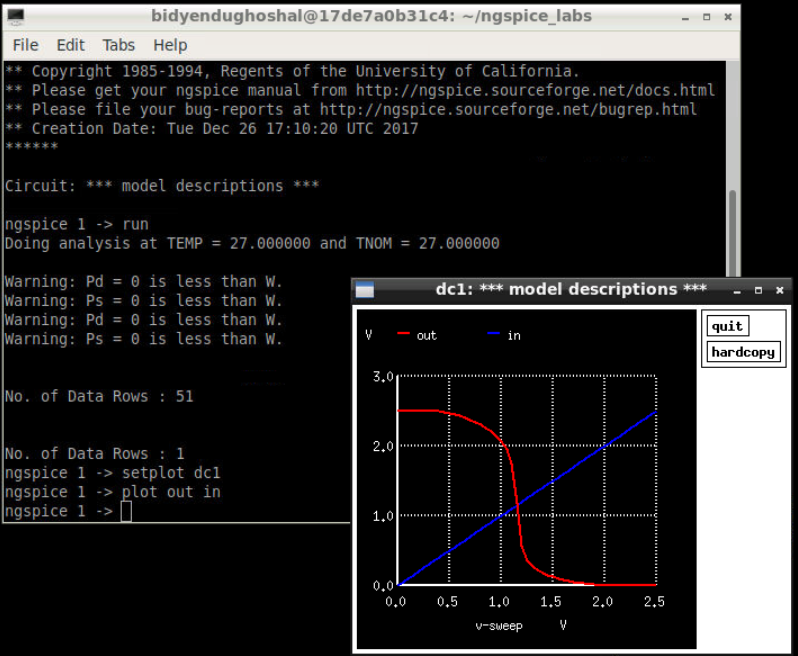 bidyendughoshal@17de7a0b31c4: ~/ngspice_labs
File Edit Tabs Help
** Copyright 1985-1994, Regents of the University of California.
** Please get your ngspice manual from http://ngspice.sourceforge.net/docs.html
** Please file your bug-reports at http://ngspice.sourceforge.net/bugrep.html
** Creation Date: Tue Dec 26 17:10:20 UTC 2017
******
Circuit: *** model descriptions ***
ngspice 1 -> run
Doing analysis at TEMP = 27.000000 and TNOM = 27.000000
Warning: Pd = 0 is less than W.
Warning: Ps = 0 is less than W.
Warning: Pd = 0 is less than W.
Warning: Ps = 0 is less than W.
No. of Data Rows : 51
No. of Data Rows : 1
ngspice 1 -> setplot dc1
ngspice 1 -> plot out in
ngspice 1 ->
dc1: *** model descriptions ***
quit
hardcopy
V out in
3.0
2.0
1.0
0.0
0.0 0.5 1.0 1.5 2.0 2.5
v-sweep V